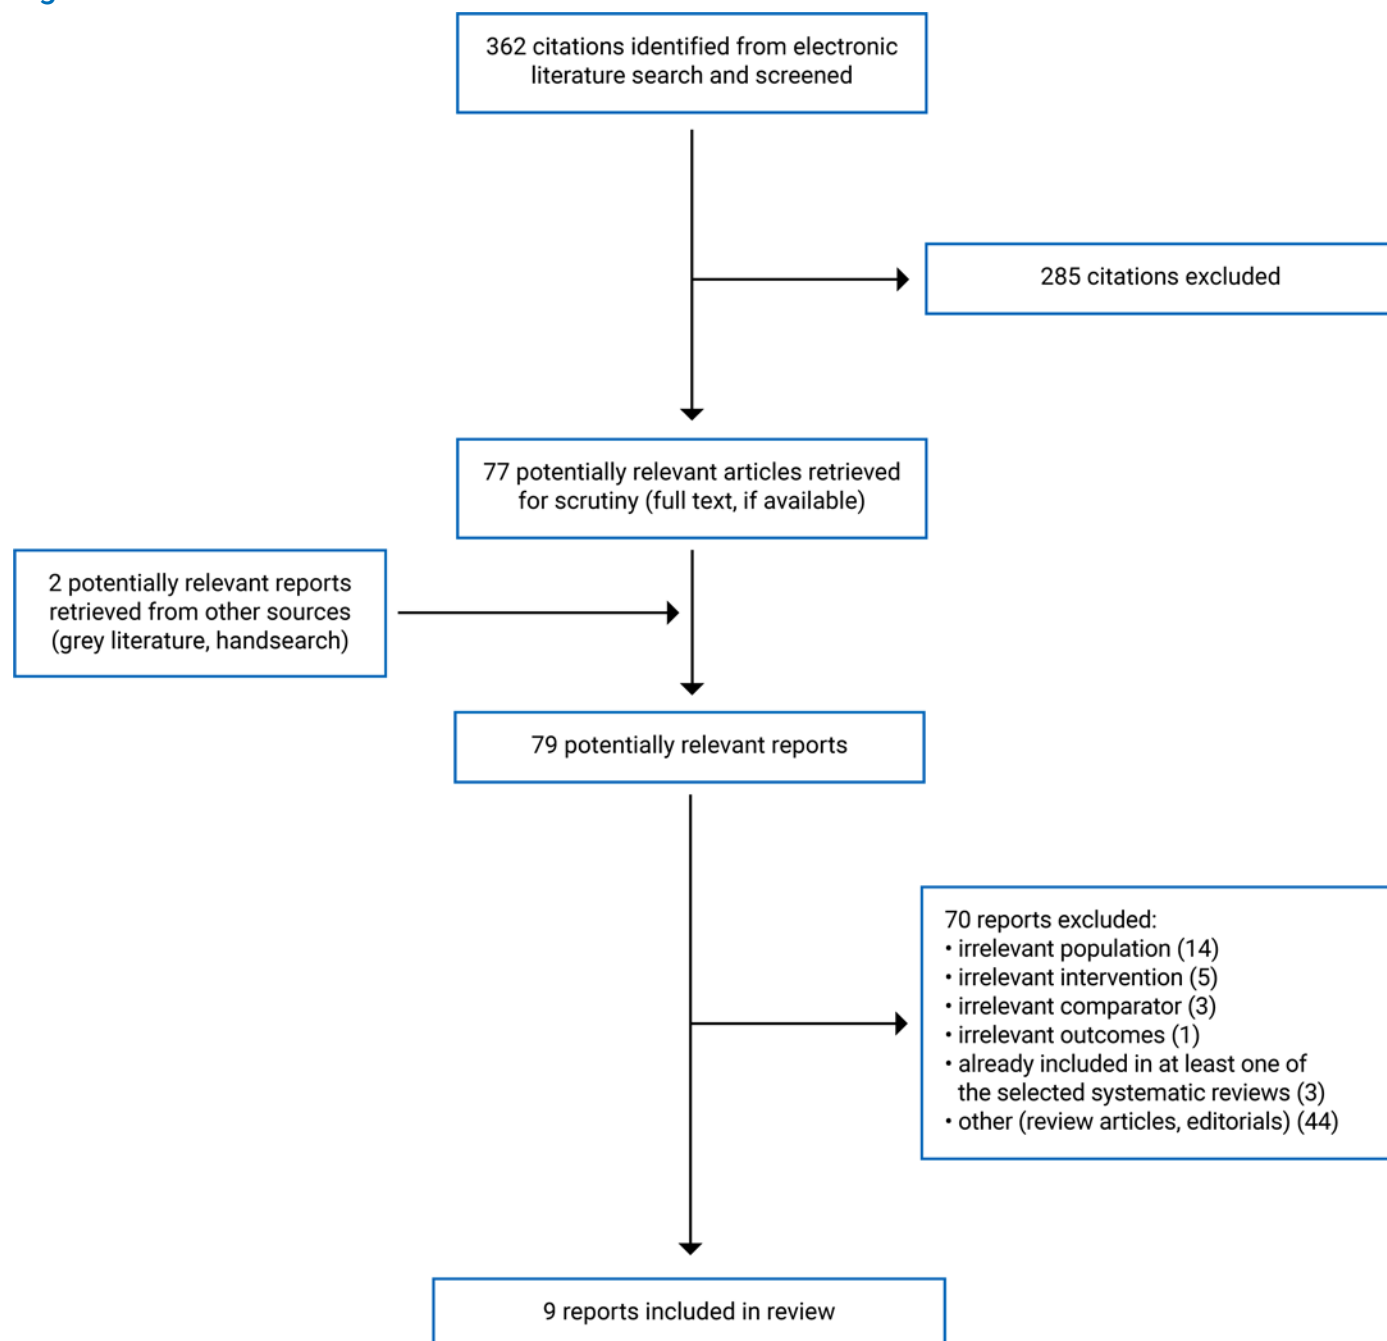 362 citations identified from electronic
literature search and screened
285 citations excluded
77 potentially relevant articles retrieved
for scrutiny (full text, if available)
2 potentially relevant reports
retrieved from other sources
(grey literature, handsearch)
79 potentially relevant reports
70 reports excluded:
• irrelevant population (14)
• irrelevant intervention (5)
• irrelevant comparator (3)
• irrelevant outcomes (1)
• already included in at least one of
the selected systematic reviews (3)
• other (review articles, editorials) (44)
9 reports included in review